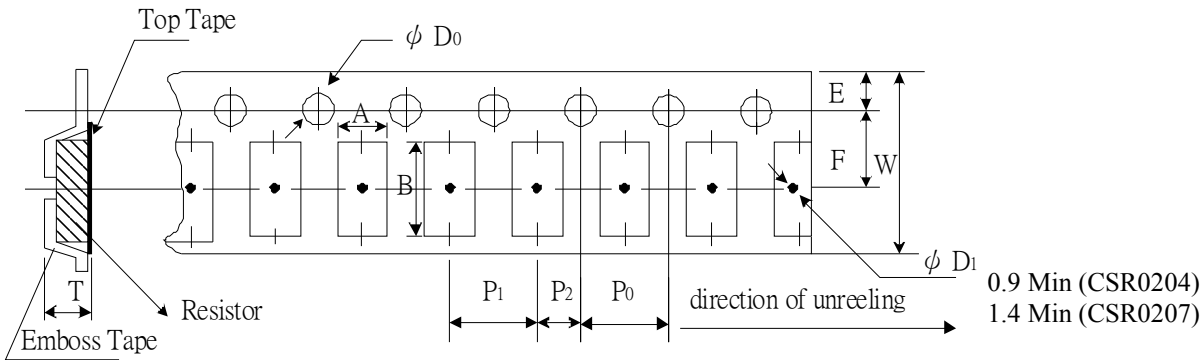 Top Tape
ϕ D0
E
A
F
W
B
ϕ D1
0.9 Min (CSR0204)
T
P1
P2
P0
direction of unreeling
1.4 Min (CSR0207)
Resistor
Emboss Tape